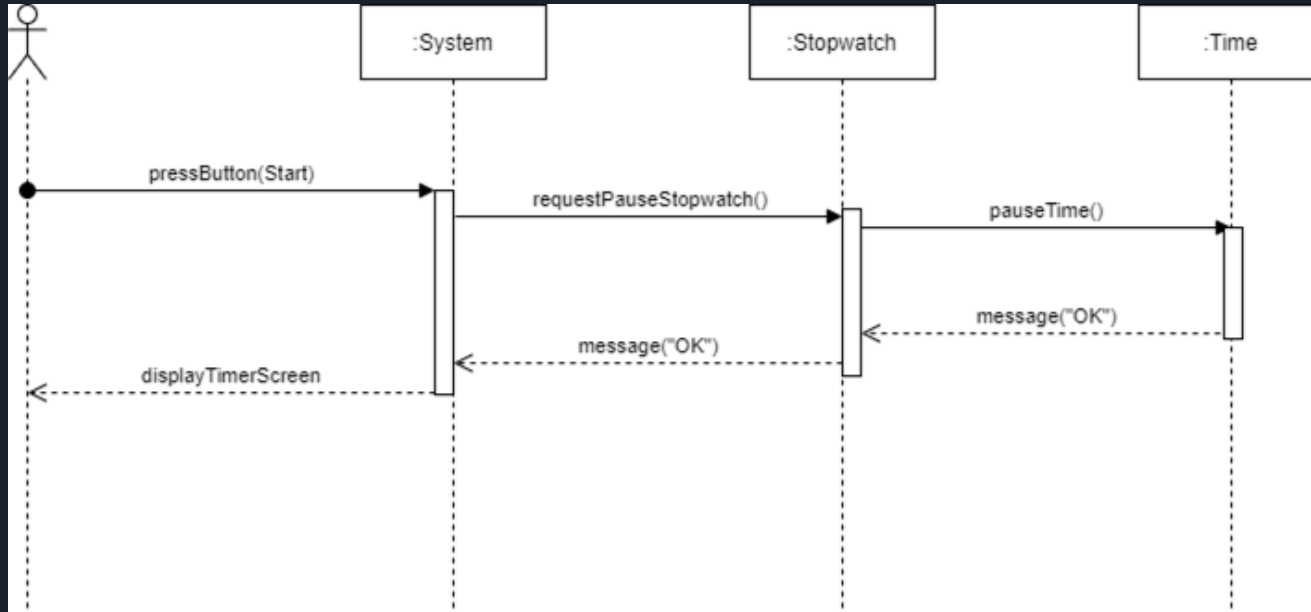 :System
:Stopwatch
:Time
pressButton(Start)
requestPauseStopwatch()
pauseTime()
message("OK")
message("OK")
displayTimerScreen